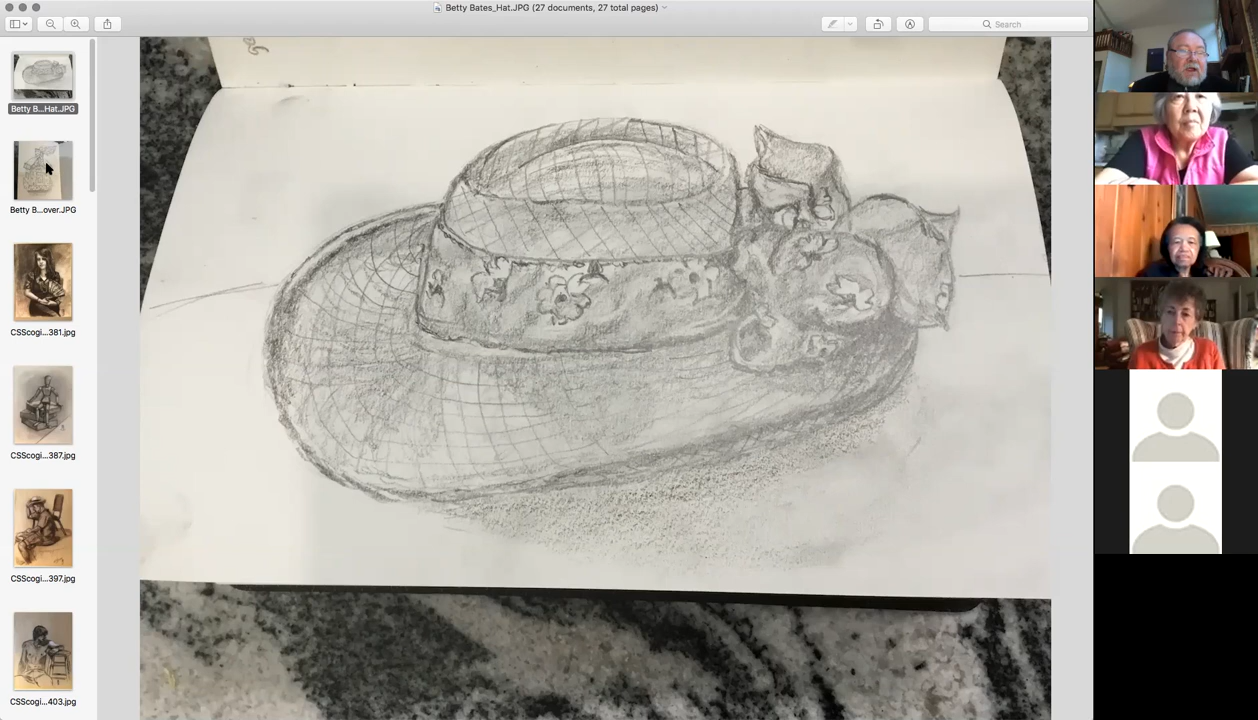 Betty Bates_Hat.JPG (27 documents, 27 total pages)
Search
Betty B...Hat.JPG
Betty B...over.JPG
CSScogi...381.jpg
CSScogi...387.jpg
CSScogi...397.jpg
CSScogi...403.jpg